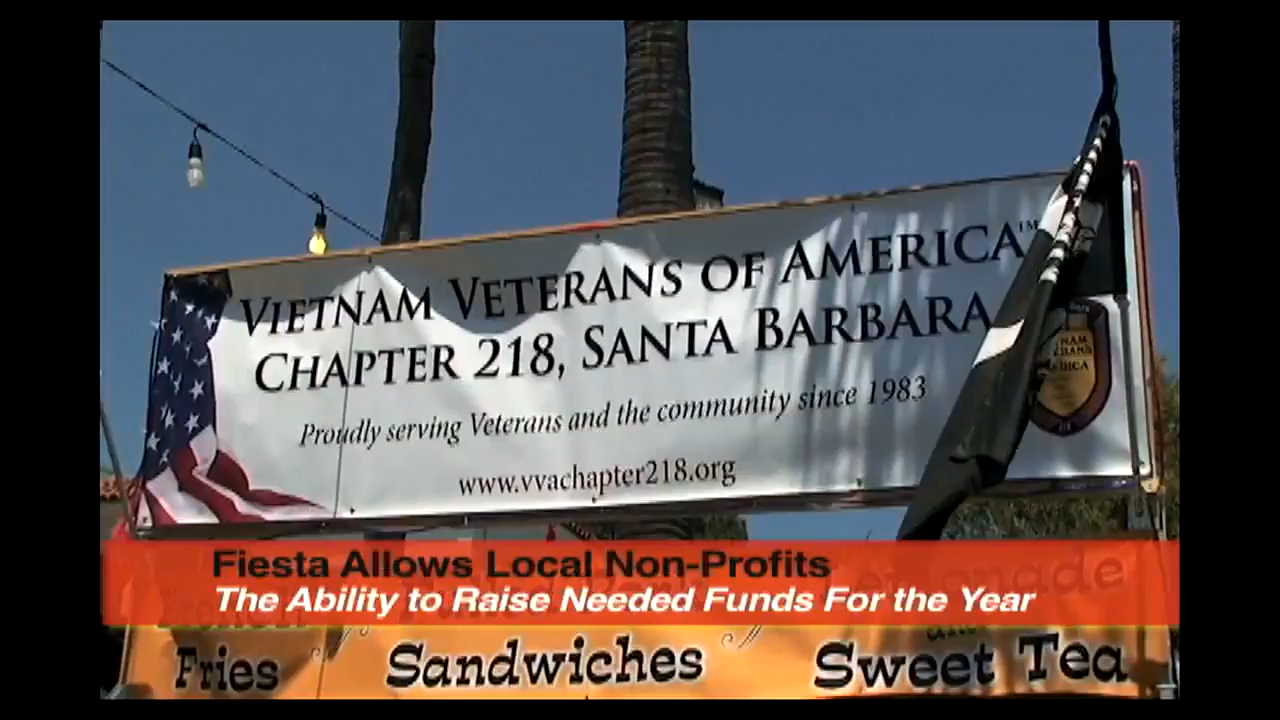 VIETNAM VETERANS OF AMERICA™
CHAPTER 218, SANTA BARBARA
Proudly serving Veterans and the community since 1983
www.vvachapter218.org
Fiesta Allows Local Non-Profits
The Ability to Raise Needed Funds For the Year
Lemonade
Fries
Sandwiches
Sweet Tea